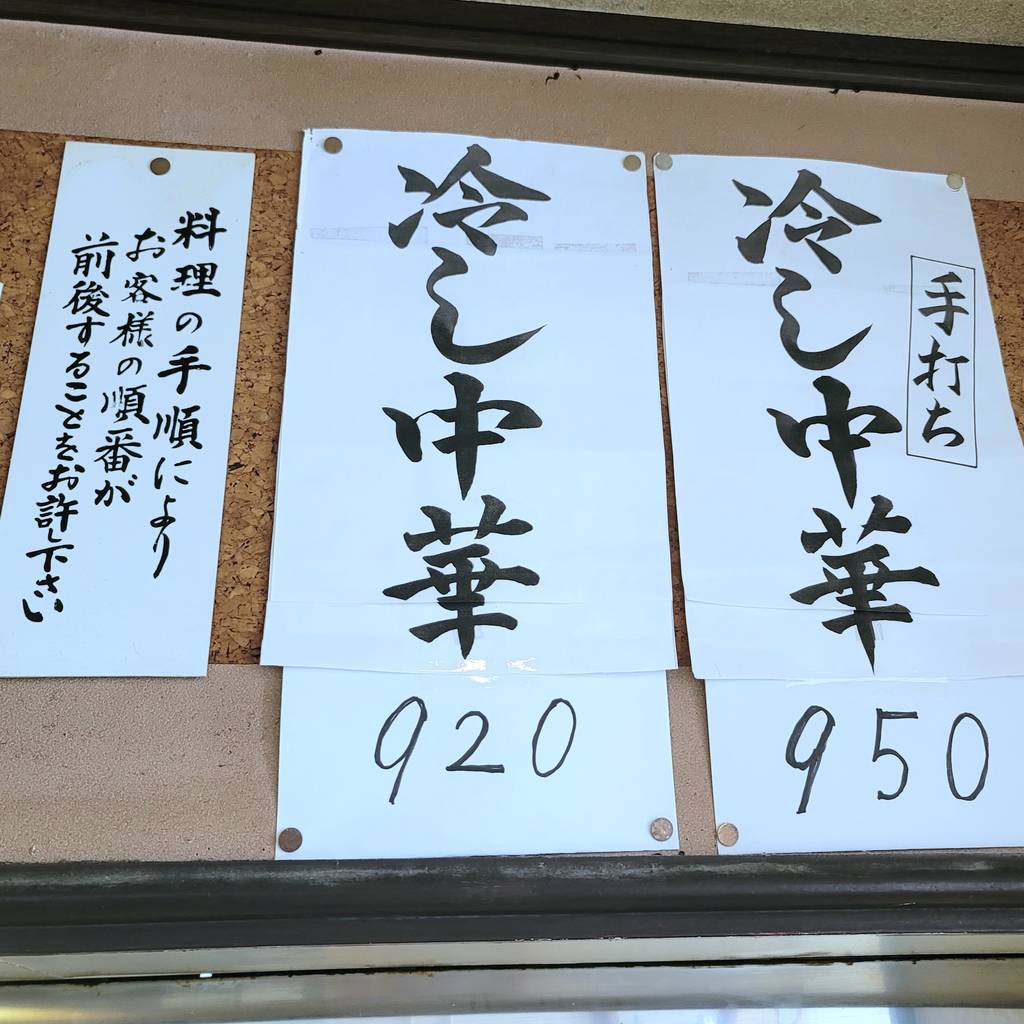 手打ち
冷し中華
950
冷し中華
920
料理の手順により
お客様の順番が
前後することをお許し下さい